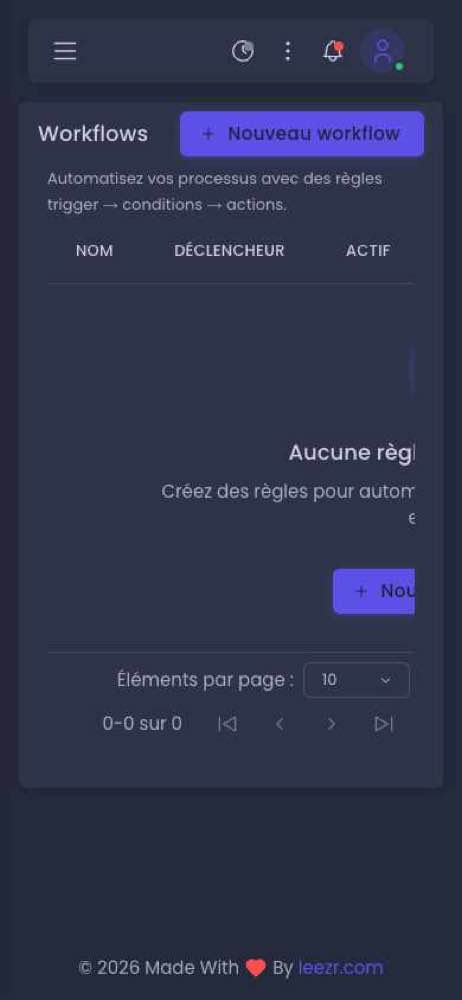 Workflows
+ Nouveau workflow
Automatisez vos processus avec des règles
trigger → conditions → actions.
NOM DÉCLENCHEUR ACTIF
Aucune règl
Créez des règles pour autom
e
+ Nou
Éléments par page : 10
0-0 sur 0
© 2026 Made With ❤ By leezr.com